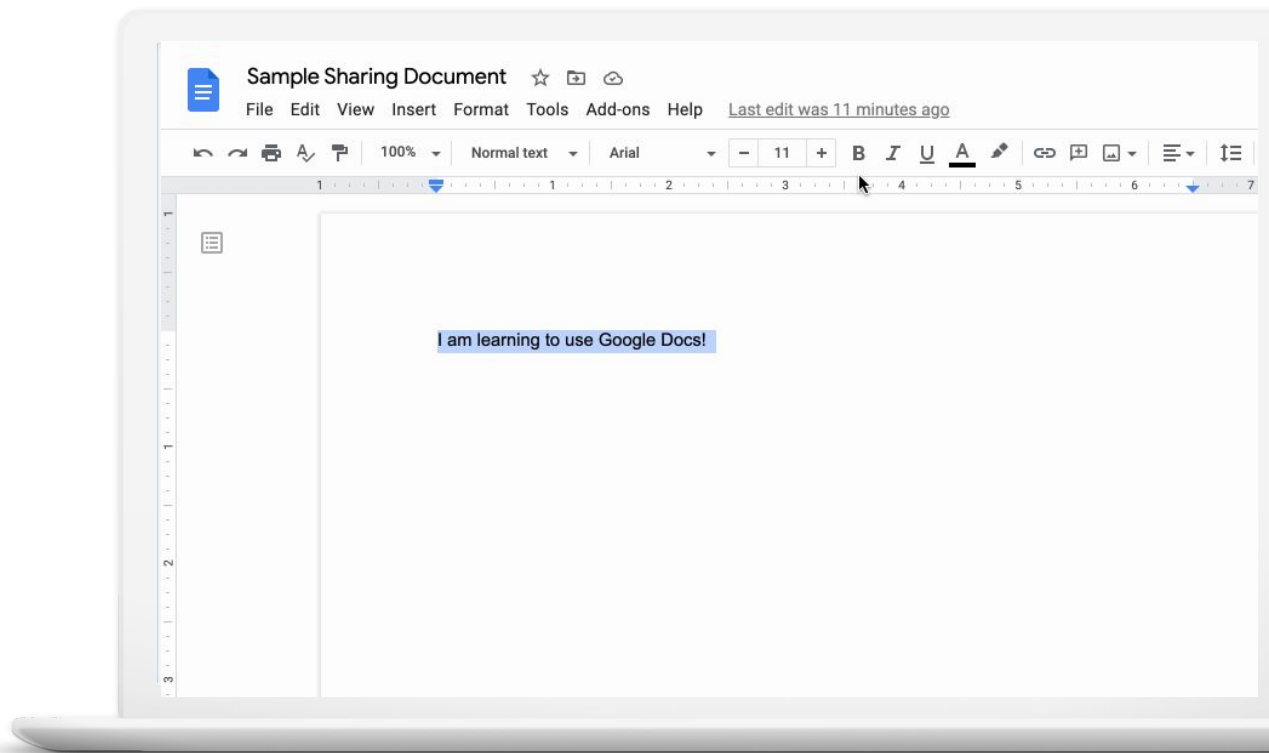 Sample Sharing Document
File Edit View Insert Format Tools Add-ons Help Last edit was 11 minutes ago
100% Normal text Arial - 11 + B I U A
1 1 2 3 4 5 6 7
1
I am learning to use Google Docs!
1
2
3